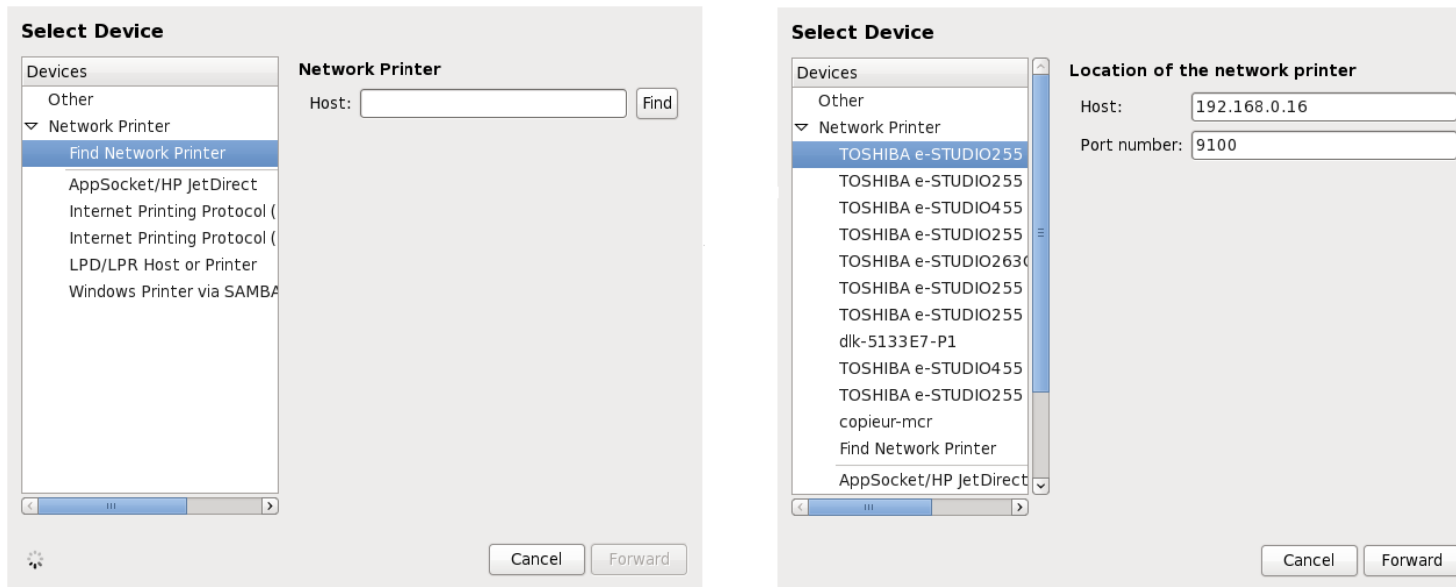 Select Device
Devices
Other
Network Printer
Find Network Printer
AppSocket/HP JetDirect
Internet Printing Protocol (
Internet Printing Protocol (
LPD/LPR Host or Printer
Windows Printer via SAMBA
Network Printer
Host:
Find
Cancel
Forward
Select Device
Devices
Other
Network Printer
TOSHIBA e-STUDIO255
TOSHIBA e-STUDIO255
TOSHIBA e-STUDIO455
TOSHIBA e-STUDIO255
TOSHIBA e-STUDIO263
TOSHIBA e-STUDIO255
TOSHIBA e-STUDIO255
dlk-5133E7-P1
TOSHIBA e-STUDIO455
TOSHIBA e-STUDIO255
copieur-mcr
Find Network Printer
AppSocket/HP JetDirect
Location of the network printer
Host: 192.168.0.16
Port number: 9100
Cancel
Forward